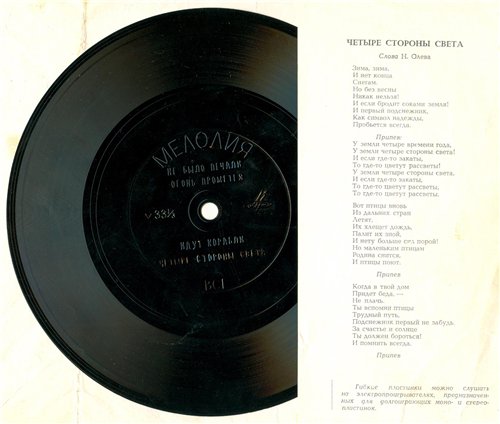 МЕЛОДИЯ
НЕ БЫЛО ПЕЧАЛИ
ОГОНЬ ПРОМЕТЕЯ
33⅓
ИДУТ КОРАБЛИ
ЧЕТЫРЕ СТОРОНЫ СВЕТА
ЧЕТЫРЕ СТОРОНЫ СВЕТА
Слова Н. Олева
Зима, зима,
И нет конца
Снегам.
Но без весны
Никак нельзя!
И если бродит соками земля!
И первый подснежник,
Как символ надежды,
Пробьется всегда.
Припев:
У земли четыре времени года,
У земли четыре стороны света!
И если где-то закаты,
То где-то цветут рассветы!
У земли четыре стороны света,
И если где-то закаты,
То где-то цветут рассветы,
То где-то цветут рассветы,
Вот птицы вновь
Из дальних стран
Летят,
Их хлещет дождь,
Палит их зной,
И нету больше сил порой!
Но маленьким птицам
Родина снится,
И птицы поют.
Припев
Когда в твой дом
Придет беда, —
Не плачь.
Ты вспомни птицы
Трудный путь,
Подснежник первый не забудь.
За счастье и солнце
Ты должен бороться!
И помнить всегда.
Припев
Гибкие пластинки можно слушать
на электропроигрывателях, предназначен-
ных для долгоиграющих моно- и стерео-
пластинок.